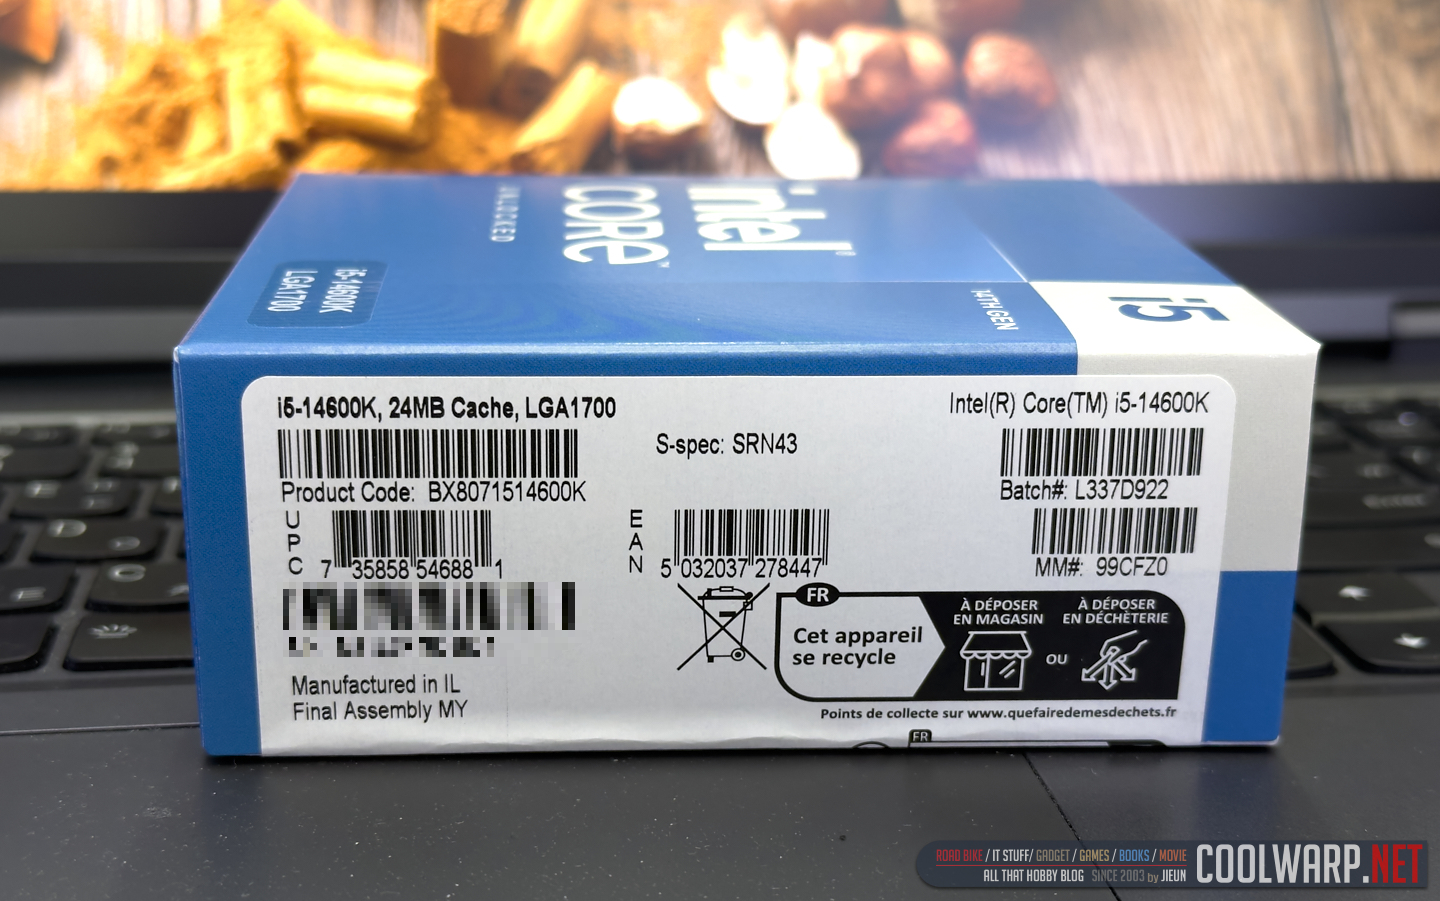 intel
CORE
UNLOCKED
i5-14600K
LGA1700
14TH GEN
i5
i5-14600K, 24MB Cache, LGA1700
Intel(R) Core(TM) i5-14600K
S-spec: SRN43
Product Code: BX8071514600K
Batch#: L337D922
UPC
7 35858 54688 1
EAN
5 032037 278447
MM#: 99CFZ0
Manufactured in IL
Final Assembly MY
FR
Cet appareil
se recycle
À DÉPOSER
EN MAGASIN
OU
À DÉPOSER
EN DÉCHÈTERIE
Points de collecte sur www.quefairedemesdechets.fr
FR
ROAD BIKE / IT STUFF/ GADGET / GAMES / BOOKS / MOVIE
ALL THAT HOBBY BLOG SINCE 2003 by JIEUN
COOLWARP.NET